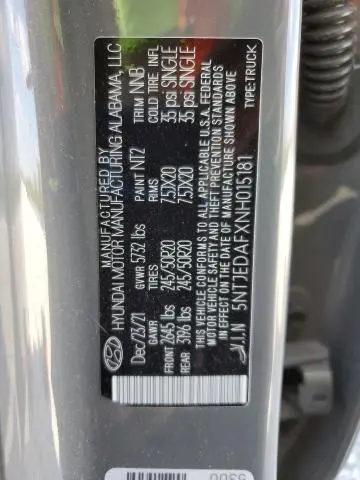 MANUFACTURED BY
HYUNDAI MOTOR MANUFACTURING ALABAMA, LLC
Dec/23/21 GVWR 5732 lbs PAINT NT2 TRIM NNB
GAWR TIRES RIMS COLD TIRE INFL
FRONT 2645 lbs 245/50R20 7.5JX20 35 psi SINGLE
REAR 3196 lbs 245/50R20 7.5JX20 35 psi SINGLE
THIS VEHICLE CONFORMS TO ALL APPLICABLE U.S.A. FEDERAL
MOTOR VEHICLE SAFETY AND THEFT PREVENTION STANDARDS IN
EFFECT ON THE DATE OF MANUFACTURE SHOWN ABOVE.
V.I.N 5NTJEDAFXNH015181 TYPE:TRUCK
5300